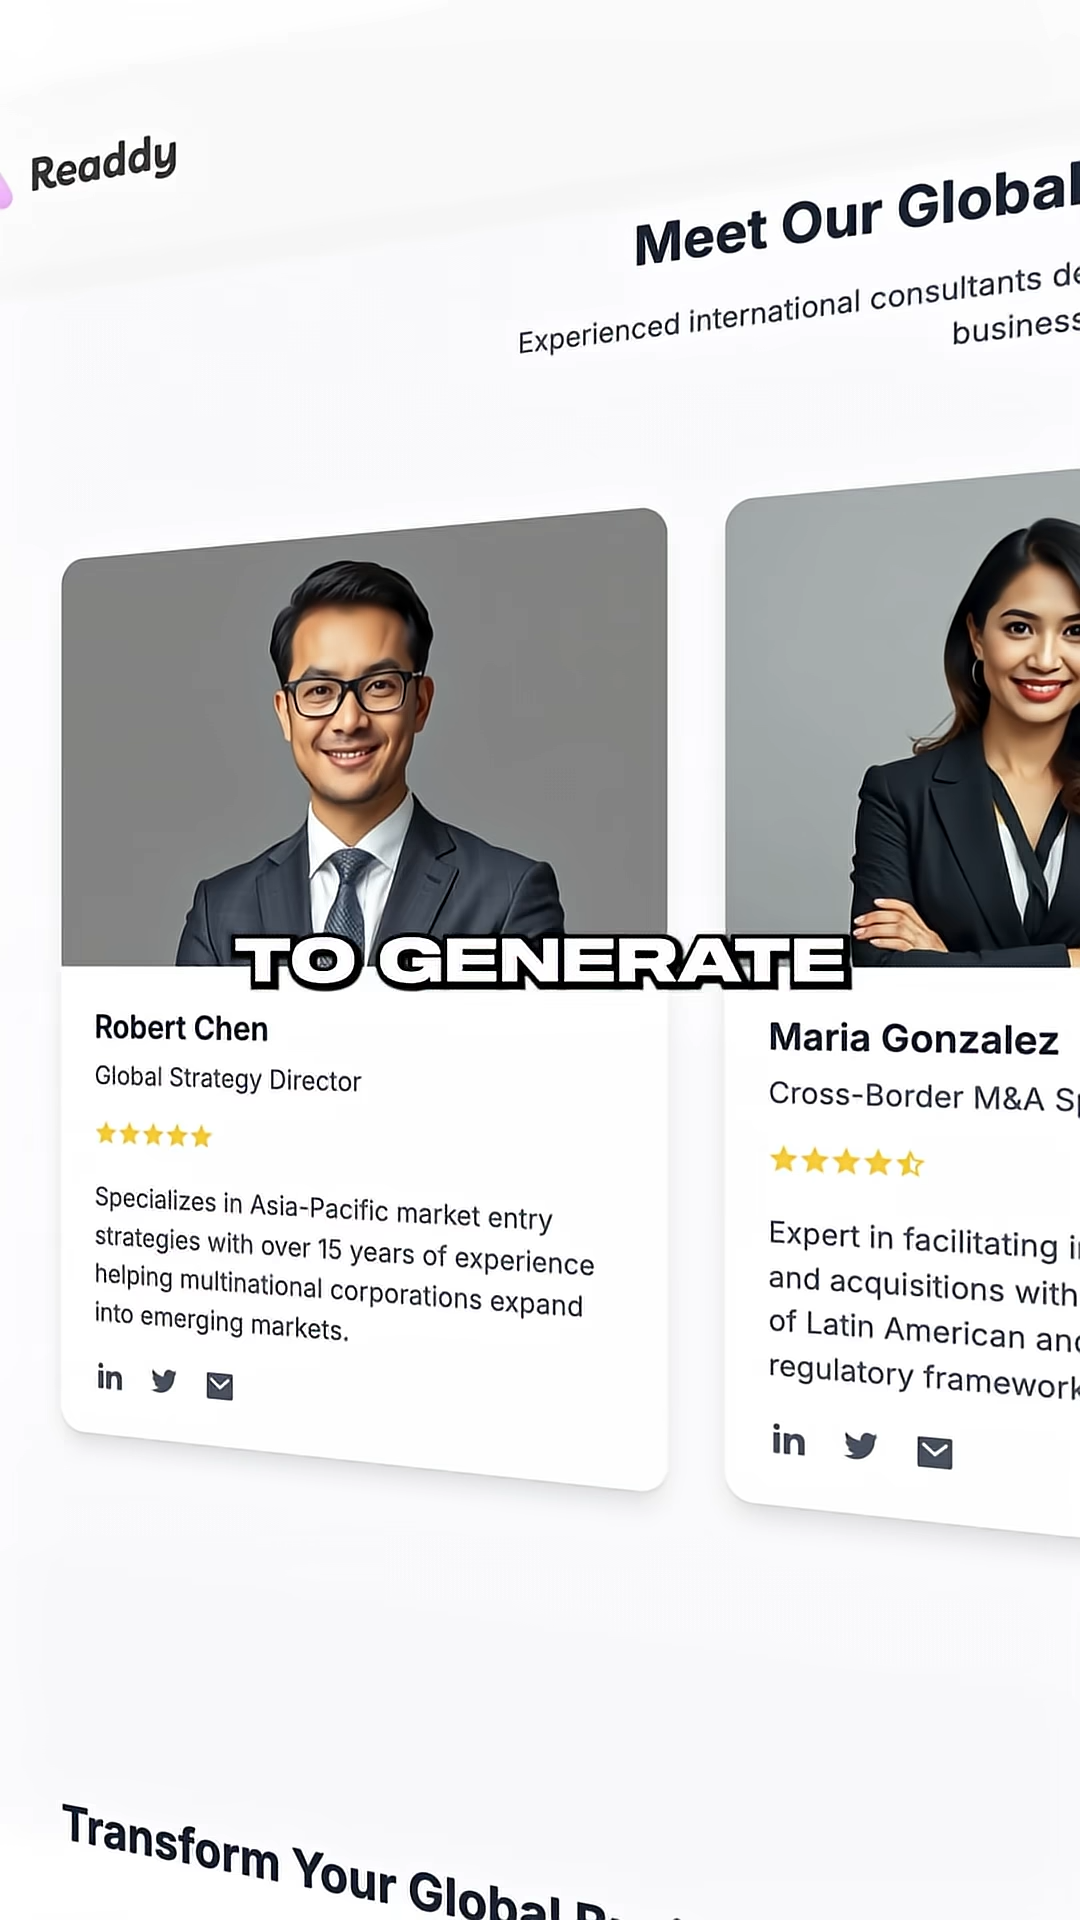 Readdy
Meet Our Global
Experienced international consultants
business
TO GENERATE
Robert Chen
Global Strategy Director
Specializes in Asia-Pacific market entry
strategies with over 15 years of experience
helping multinational corporations expand
into emerging markets.
in
Maria Gonzalez
Cross-Border M&A
Expert in facilitating
and acquisitions with
of Latin American and
regulatory framework
in
Transform Your Global